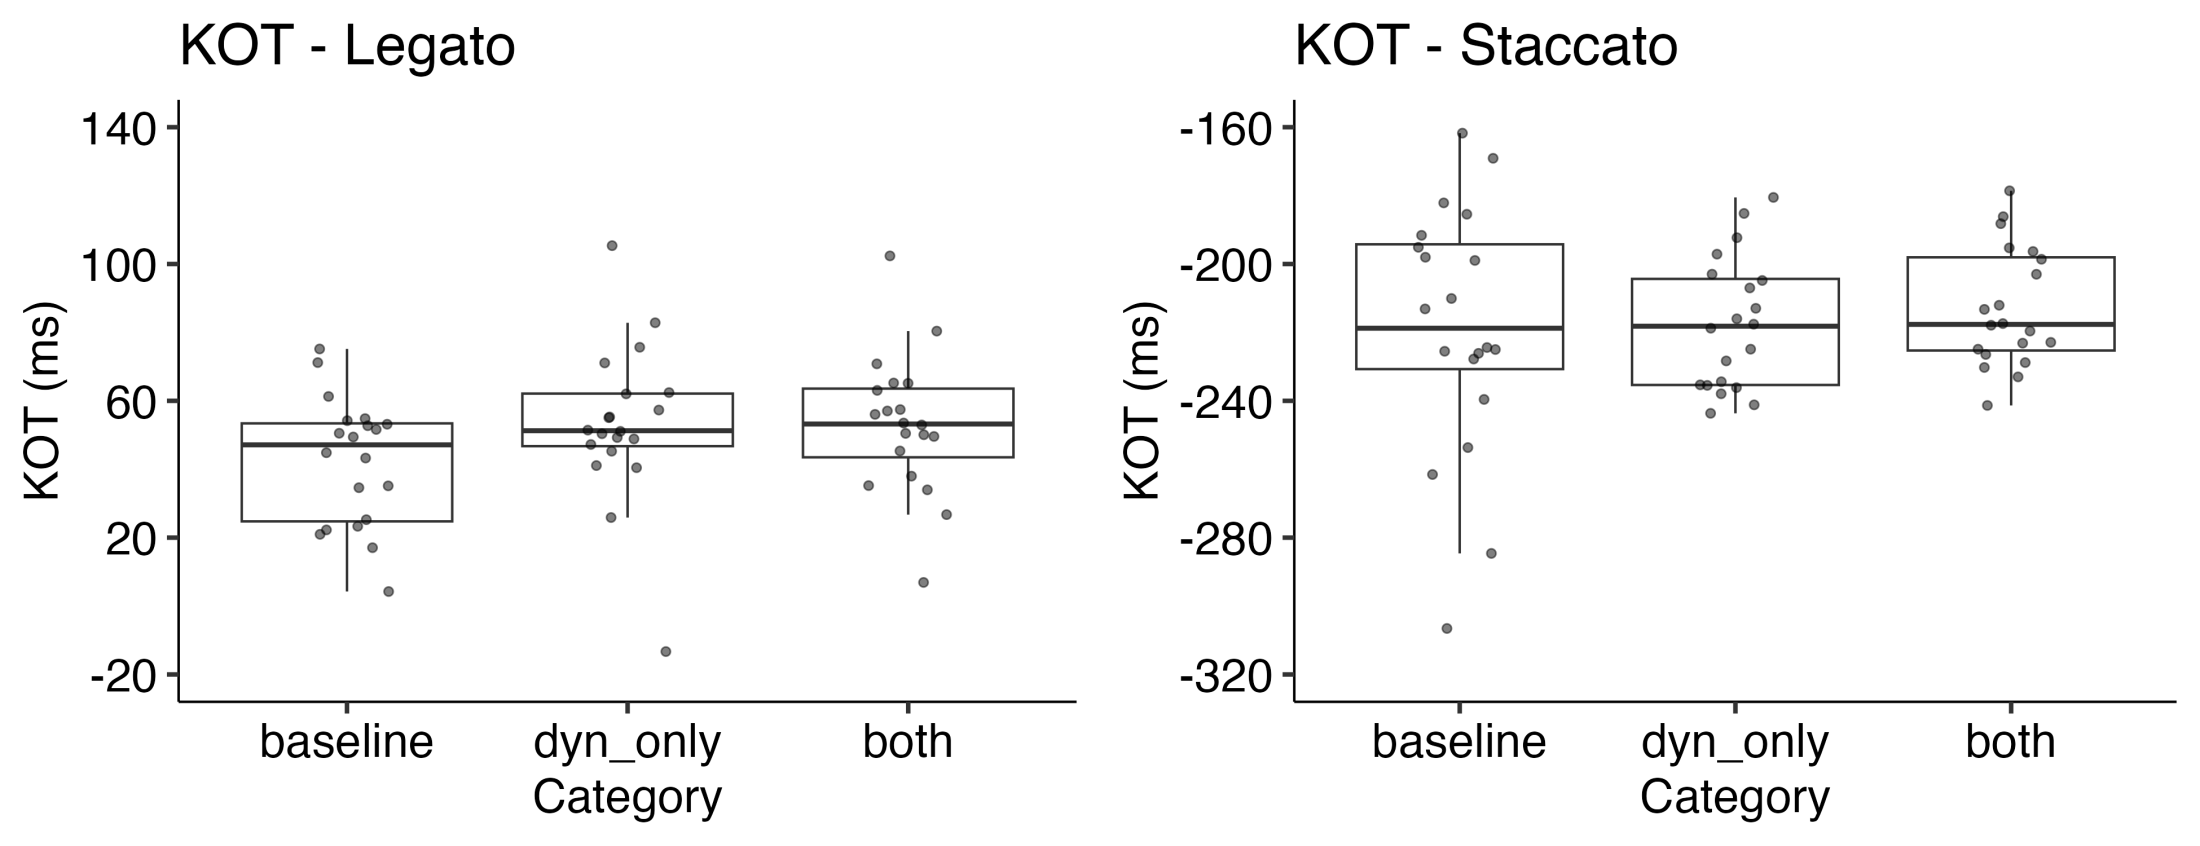 KOT - Legato
KOT (ms)
140
100
60
20
-20
baseline
dyn_only
both
Category
KOT - Staccato
KOT (ms)
-160
-200
-240
-280
-320
baseline
dyn_only
both
Category